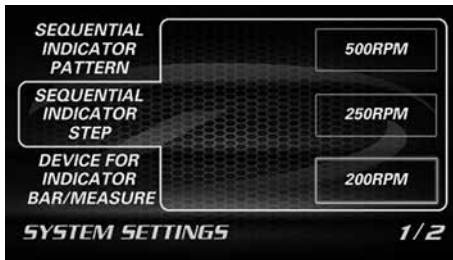 SEQUENTIAL
INDICATOR
PATTERN
500RPM
SEQUENTIAL
INDICATOR
STEP
250RPM
DEVICE FOR
INDICATOR
BAR/MEASURE
200RPM
SYSTEM SETTINGS
1/2